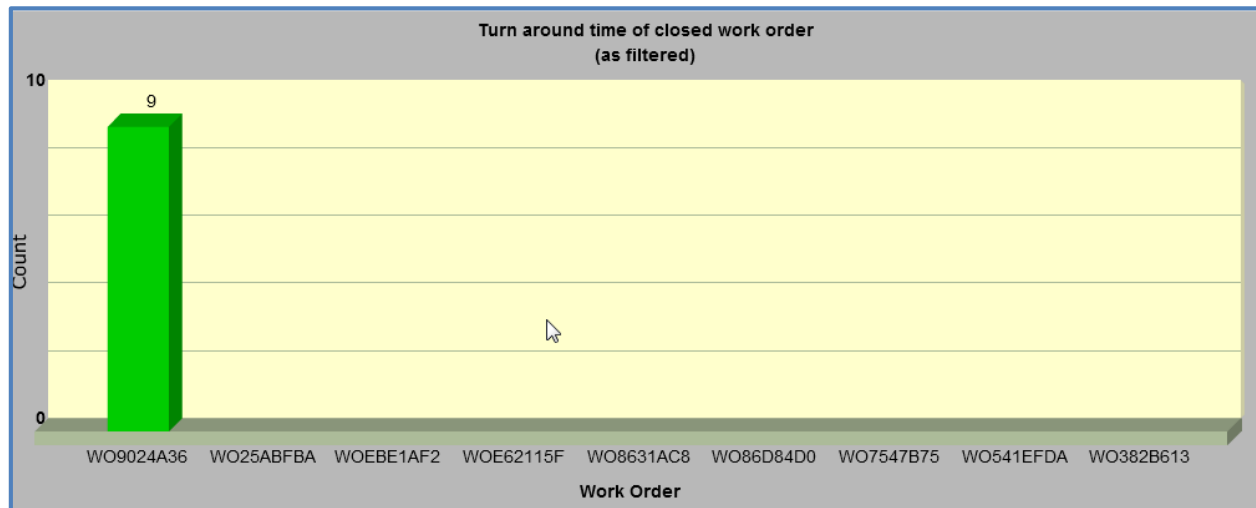 Turn around time of closed work order
(as filtered)
10
9
Count
0
WO9024A36 WO25ABFBA WOEBE1AF2 WOE62115F WO8631AC8 WO86D84D0 WO7547B75 WO541EFDA WO382B613
Work Order